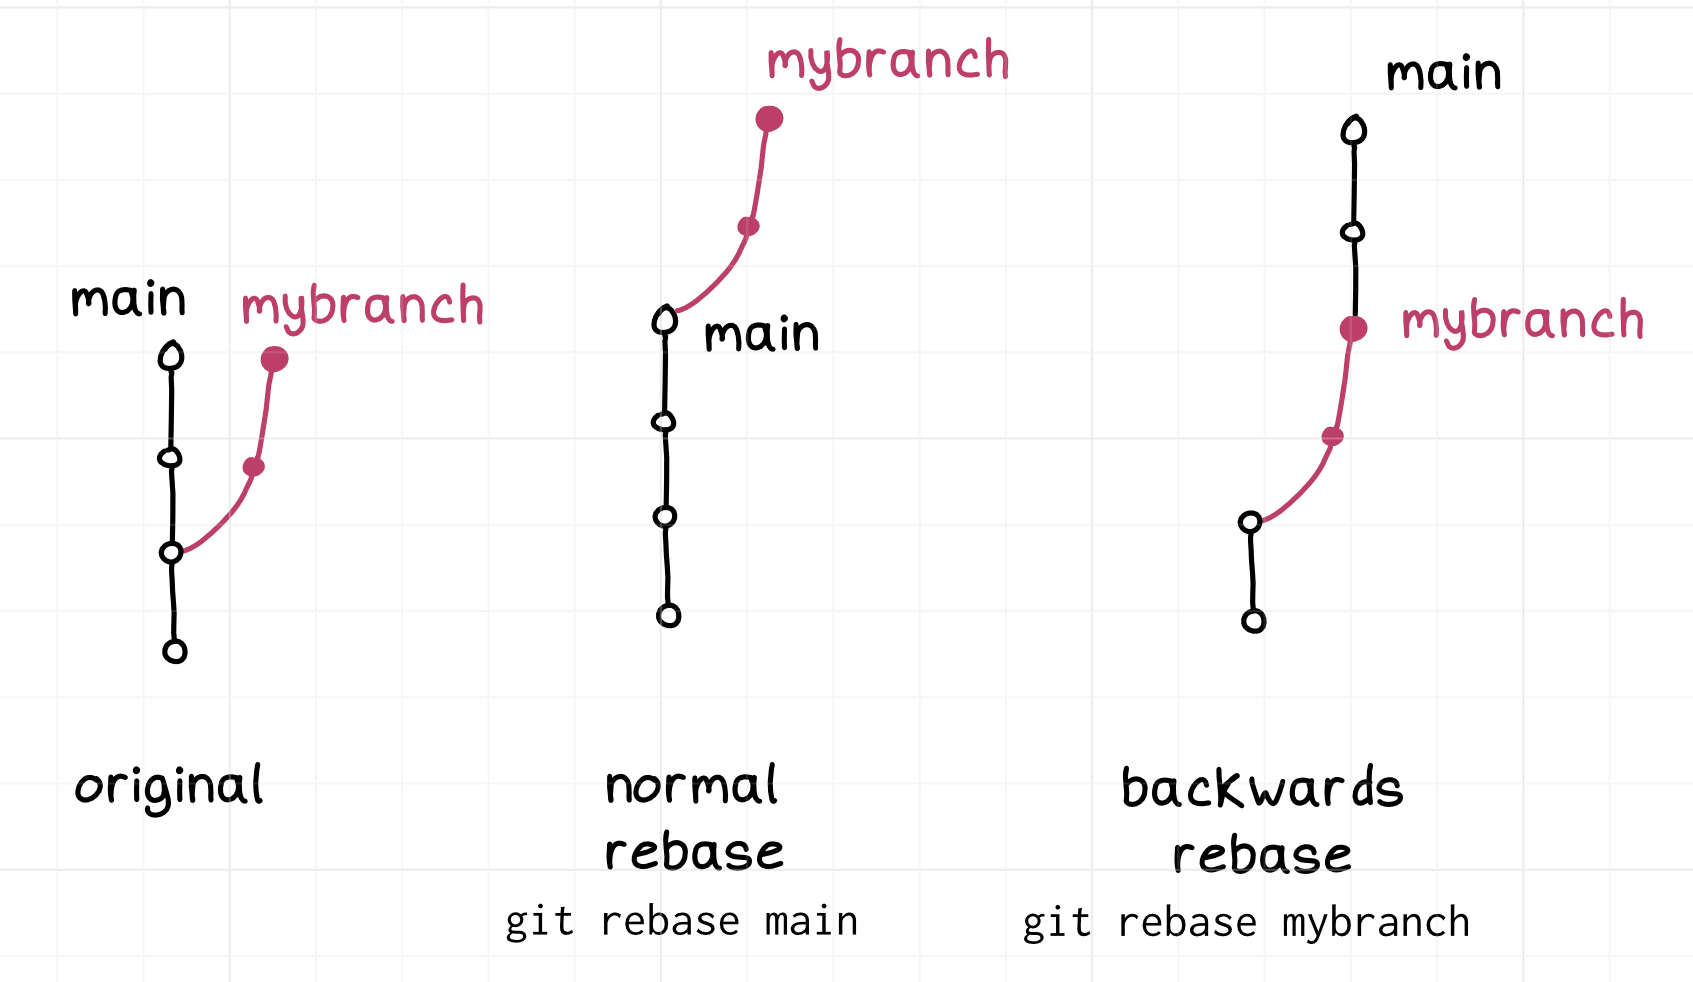 main
mybranch
original
mybranch
main
normal
rebase
git rebase main
main
mybranch
backwards
rebase
git rebase mybranch